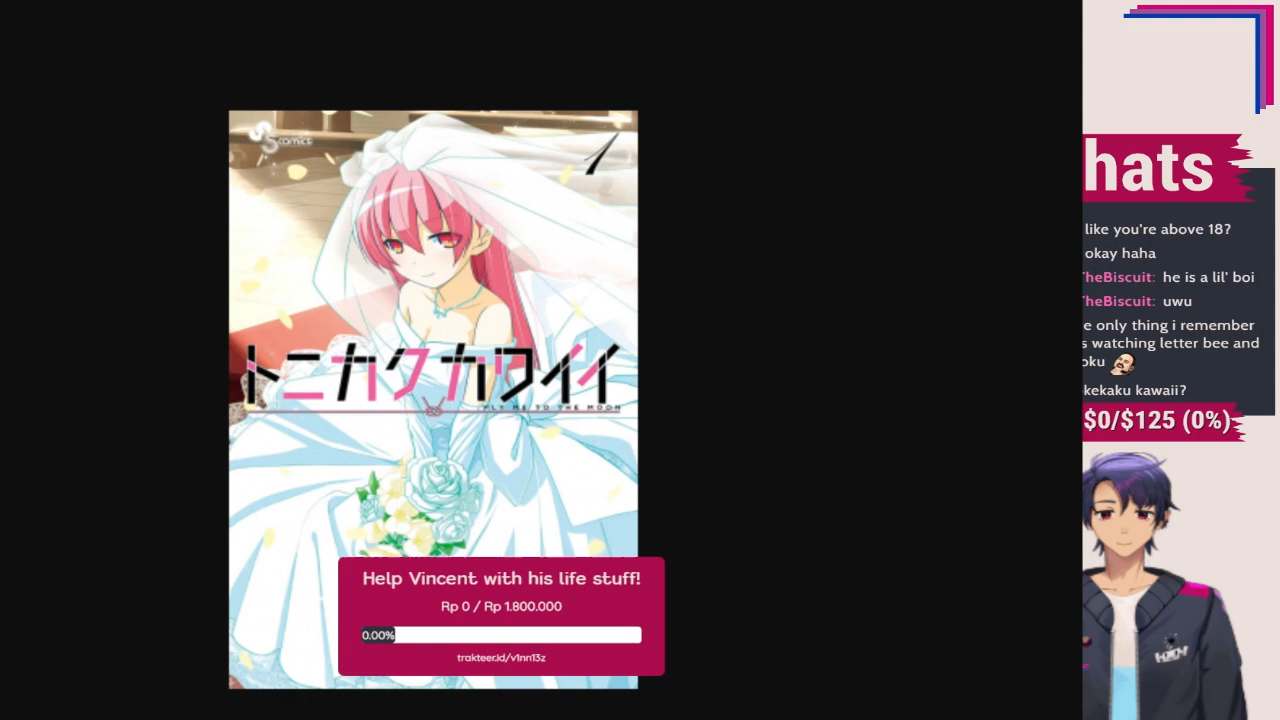 S comics
1
トニカクカワイイ
FLY ME TO THE MOON
Help Vincent with his life stuff!
Rp 0 / Rp 1.800.000
0.00%
trakteer.id/v1nn13z
hats
like you're above 18?
okay haha
TheBiscuit: he is a lil' boi
TheBiscuit: uwu
e only thing i remember
s watching letter bee and
oku
kekaku kawaii?
$0/$125 (0%)